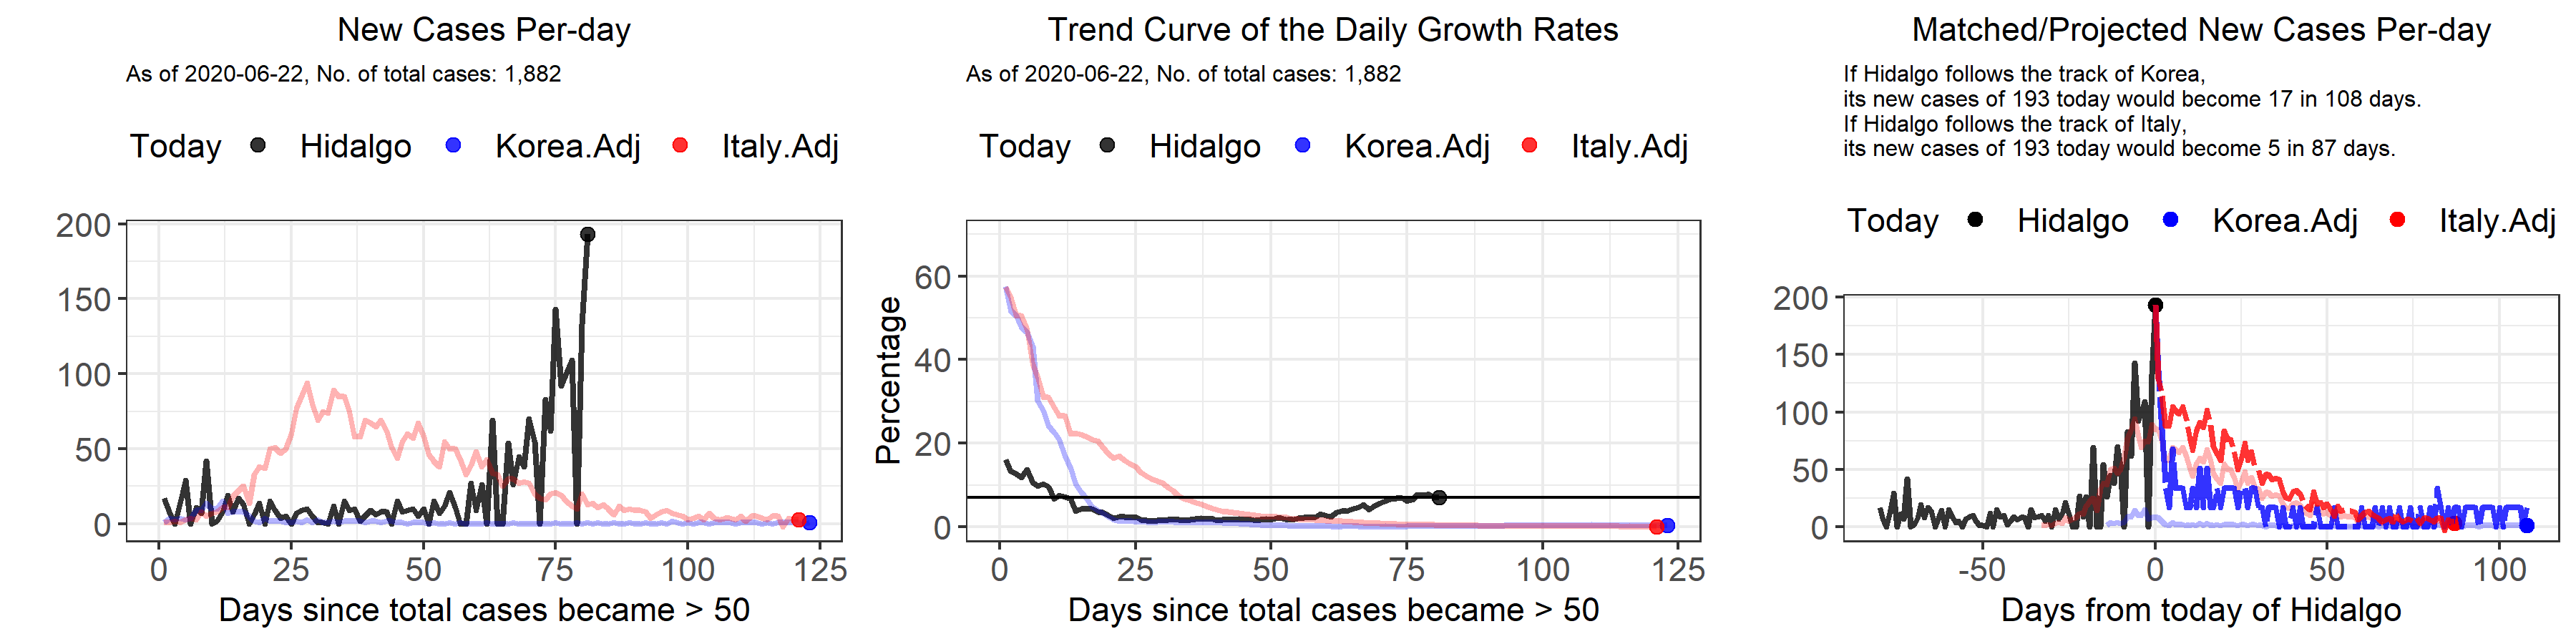 New Cases Per-day
As of 2020-06-22, No. of total cases: 1,882
Today Hidalgo Korea.Adj Italy.Adj
200
150
100
50
0
0 25 50 75 100 125
Days since total cases became > 50
Trend Curve of the Daily Growth Rates
As of 2020-06-22, No. of total cases: 1,882
Today Hidalgo Korea.Adj Italy.Adj
Percentage
60
40
20
0
0 25 50 75 100 125
Days since total cases became > 50
Matched/Projected New Cases Per-day
If Hidalgo follows the track of Korea,
its new cases of 193 today would become 17 in 108 days.
If Hidalgo follows the track of Italy,
its new cases of 193 today would become 5 in 87 days.
Today Hidalgo Korea.Adj Italy.Adj
200
150
100
50
0
-50 0 50 100
Days from today of Hidalgo